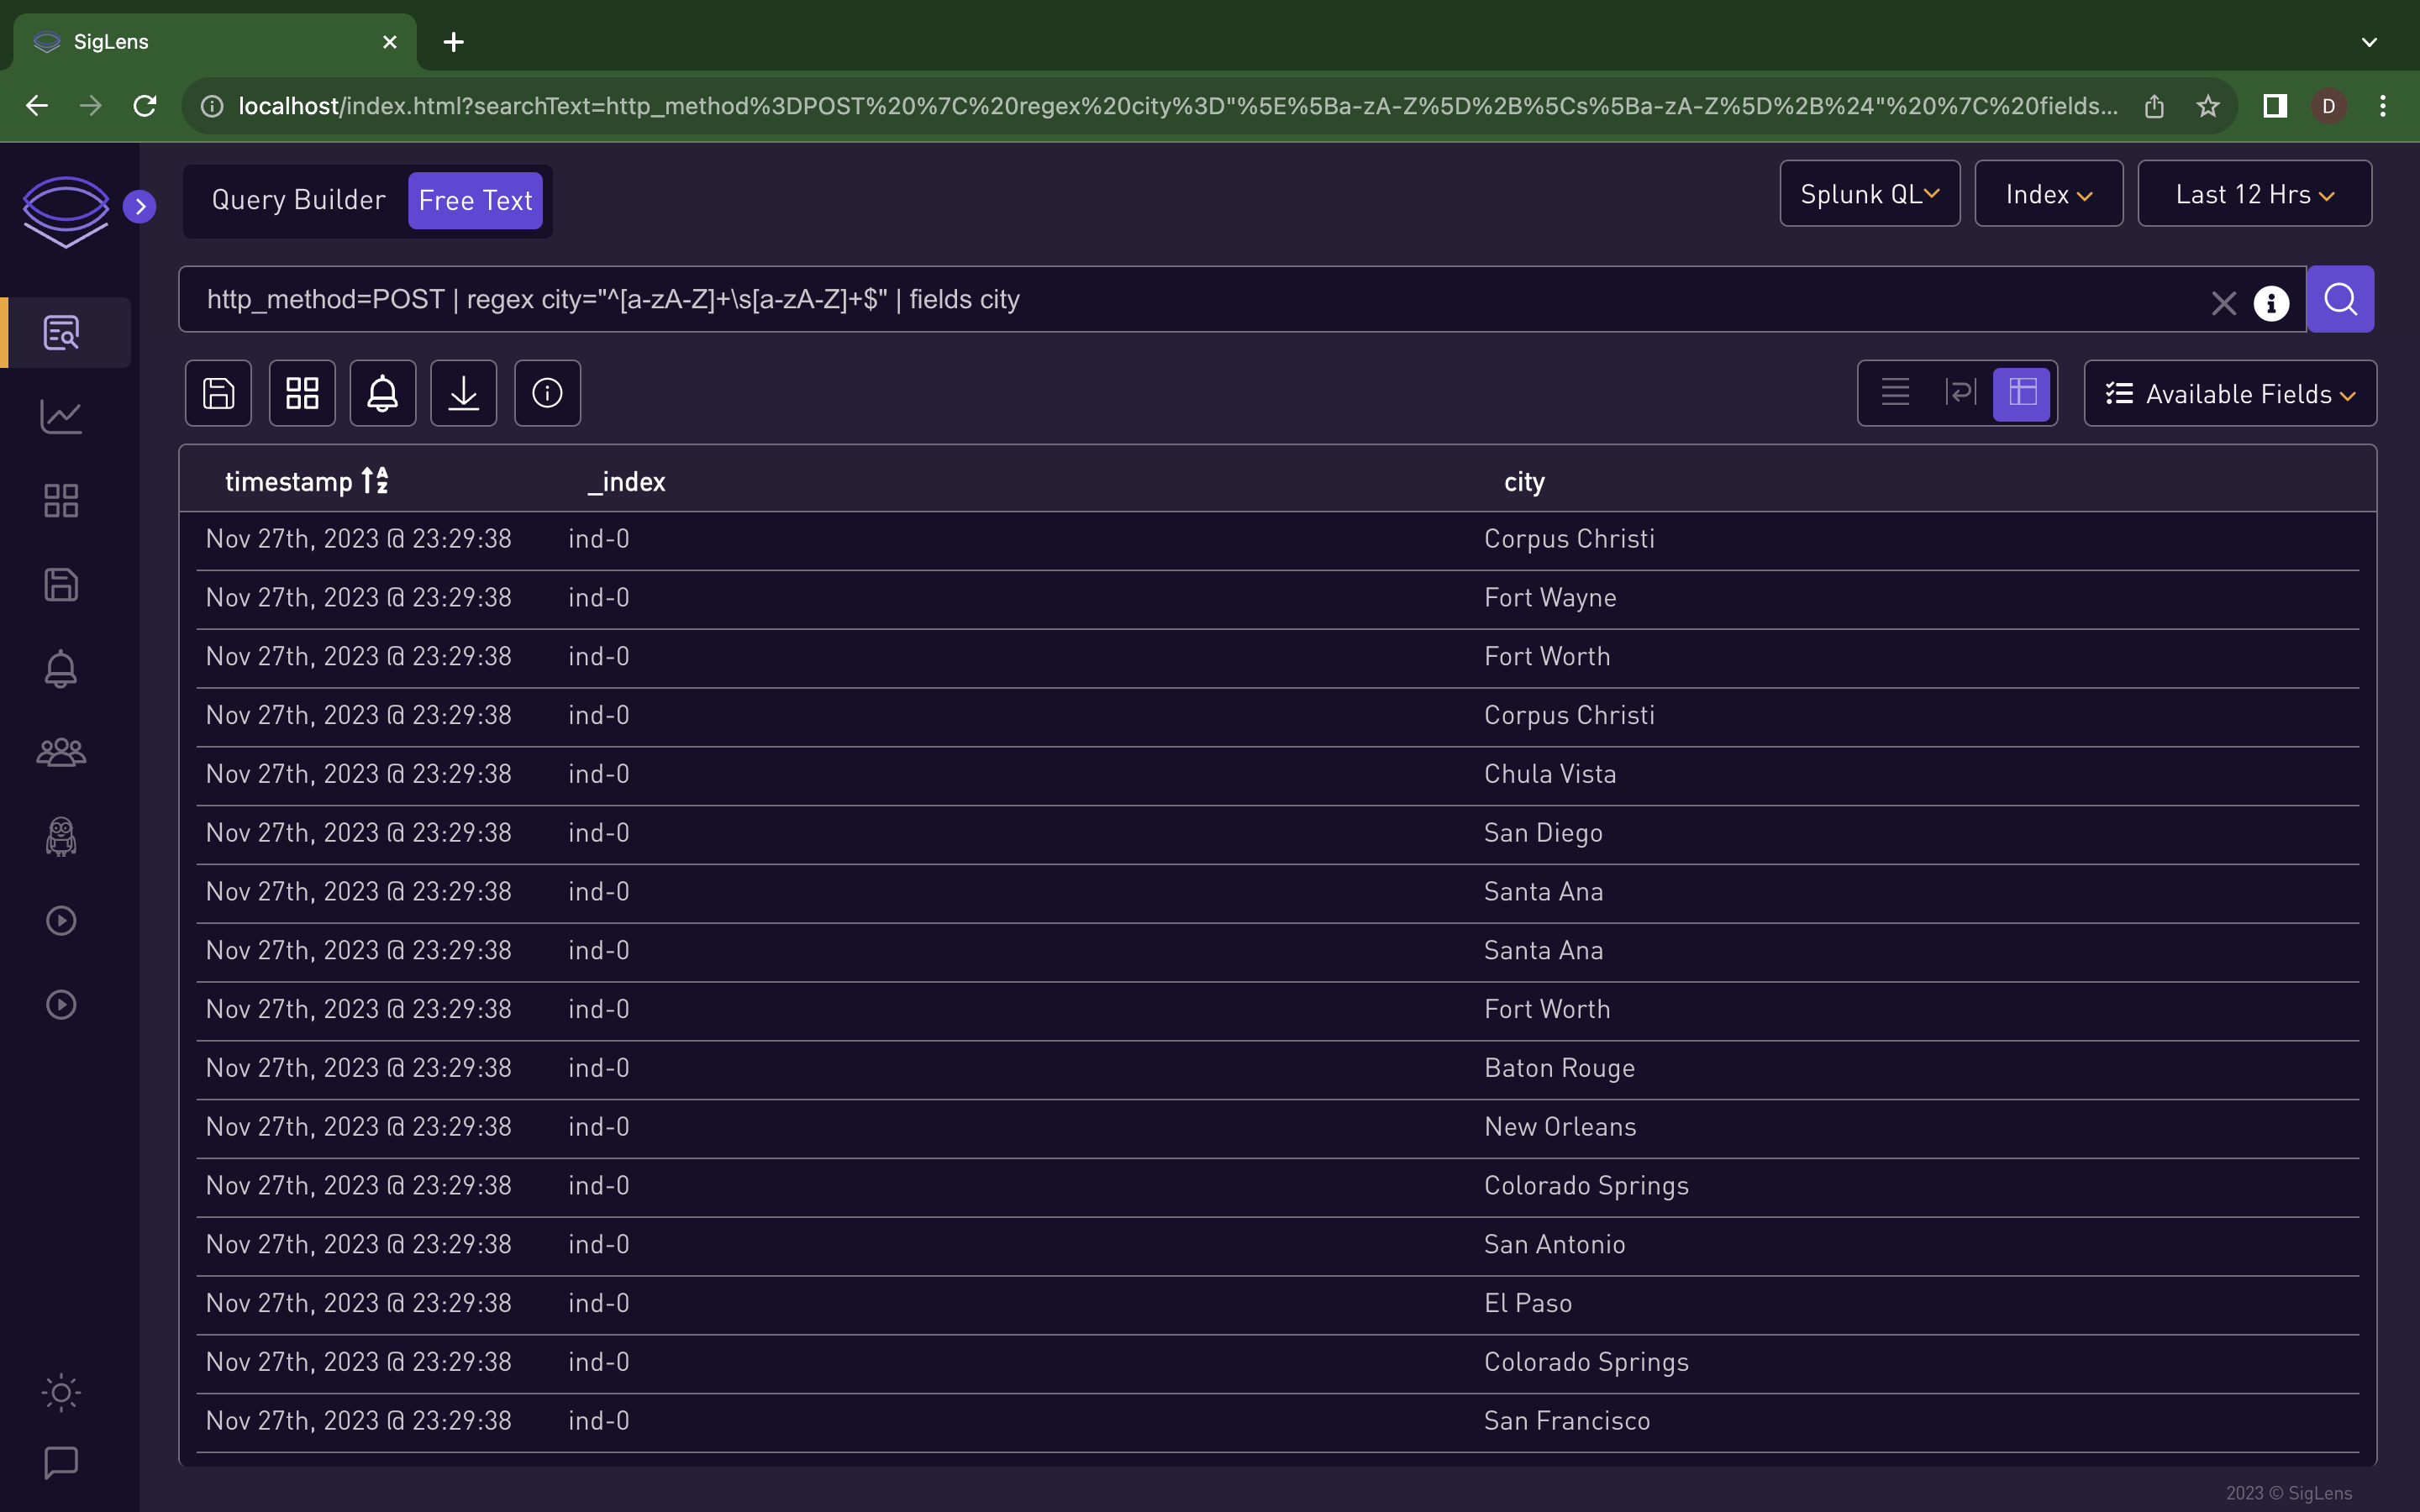 SigLens
localhost/index.html?searchText=http_method%3DPOST%20%7C%20regex%20city%3D"%5E%5Ba-zA-Z%5D%2B%5Cs%5Ba-zA-Z%5D%2B%24"%20%7C%20fields...
D
Query Builder Free Text Splunk QL Index Last 12 Hrs
http_method=POST | regex city="^[a-zA-Z]+\s[a-zA-Z]+$" | fields city
Available Fields
timestamp _index city
Nov 27th, 2023 @ 23:29:38 ind-0 Corpus Christi
Nov 27th, 2023 @ 23:29:38 ind-0 Fort Wayne
Nov 27th, 2023 @ 23:29:38 ind-0 Fort Worth
Nov 27th, 2023 @ 23:29:38 ind-0 Corpus Christi
Nov 27th, 2023 @ 23:29:38 ind-0 Chula Vista
Nov 27th, 2023 @ 23:29:38 ind-0 San Diego
Nov 27th, 2023 @ 23:29:38 ind-0 Santa Ana
Nov 27th, 2023 @ 23:29:38 ind-0 Santa Ana
Nov 27th, 2023 @ 23:29:38 ind-0 Fort Worth
Nov 27th, 2023 @ 23:29:38 ind-0 Baton Rouge
Nov 27th, 2023 @ 23:29:38 ind-0 New Orleans
Nov 27th, 2023 @ 23:29:38 ind-0 Colorado Springs
Nov 27th, 2023 @ 23:29:38 ind-0 San Antonio
Nov 27th, 2023 @ 23:29:38 ind-0 El Paso
Nov 27th, 2023 @ 23:29:38 ind-0 Colorado Springs
Nov 27th, 2023 @ 23:29:38 ind-0 San Francisco
2023 © SigLens